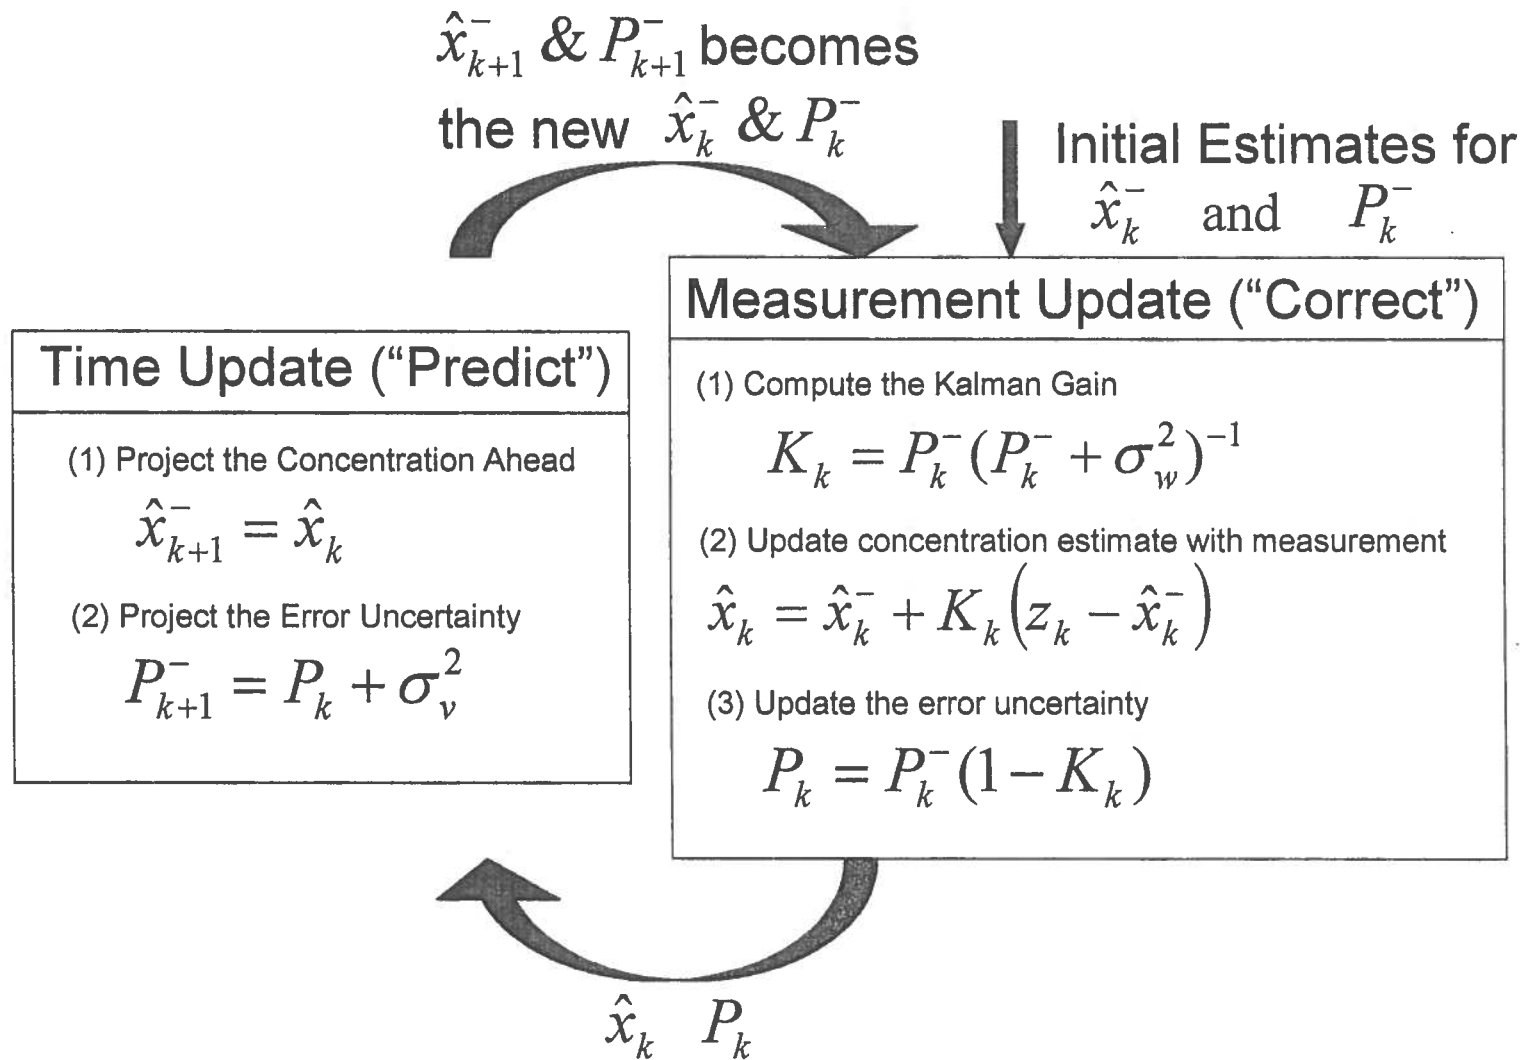 x̂⁻ₖ₊₁ & P⁻ₖ₊₁ becomes
the new x̂⁻ₖ & P⁻ₖ
Initial Estimates for
x̂⁻ₖ and P⁻ₖ
Time Update (“Predict”)
(1) Project the Concentration Ahead
x̂⁻ₖ₊₁ = x̂ₖ
(2) Project the Error Uncertainty
P⁻ₖ₊₁ = Pₖ + σ²ᵥ
Measurement Update (“Correct”)
(1) Compute the Kalman Gain
Kₖ = P⁻ₖ(P⁻ₖ + σ²_w)⁻¹
(2) Update concentration estimate with measurement
x̂ₖ = x̂⁻ₖ + Kₖ(zₖ − x̂⁻ₖ)
(3) Update the error uncertainty
Pₖ = P⁻ₖ(1 − Kₖ)
x̂ₖ Pₖ